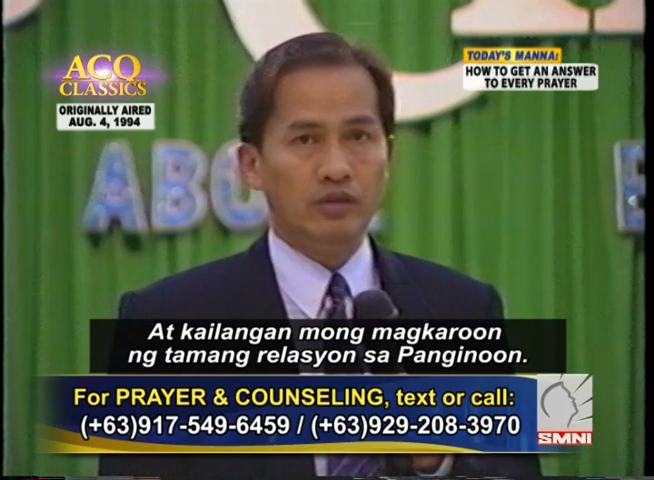 ACQ
CLASSICS
ORIGINALLY AIRED
AUG. 4, 1994
TODAY'S MANNA:
HOW TO GET AN ANSWER
TO EVERY PRAYER
At kailangan mong magkaroon
ng tamang relasyon sa Panginoon.
For PRAYER & COUNSELING, text or call:
(+63)917-549-6459 / (+63)929-208-3970
SMNI